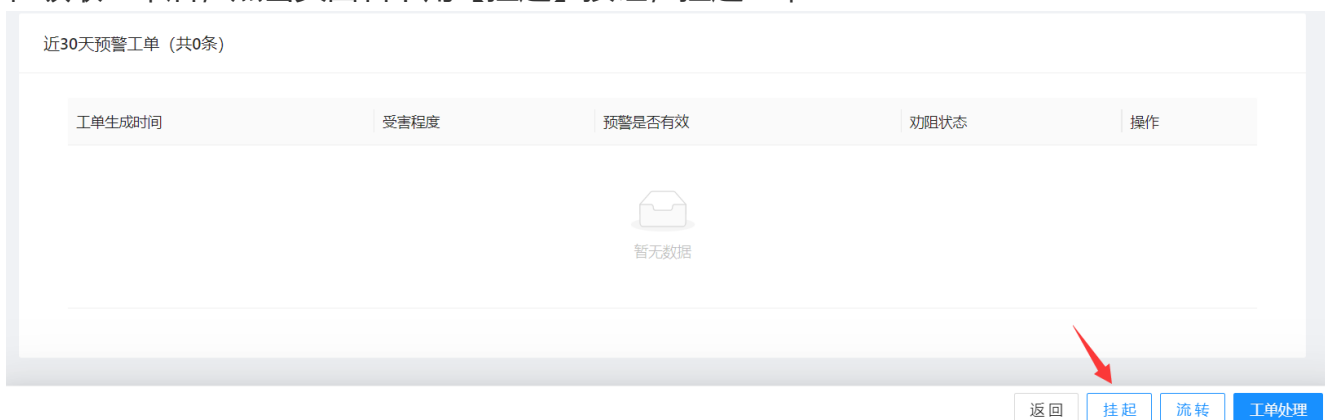 近30天预警工单（共0条）
工单生成时间 受害程度 预警是否有效 劝阻状态 操作
暂无数据
返 回 挂 起 流 转 工单处理